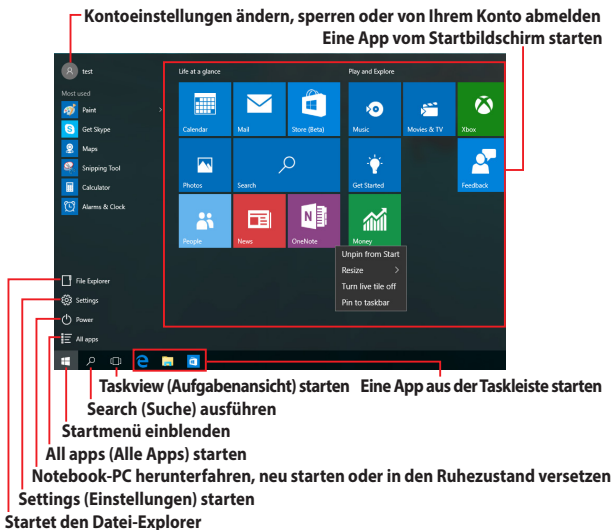 Kontoeinstellungen ändern, sperren oder von Ihrem Konto abmelden
Eine App vom Startbildschirm starten
test
Life at a glance
Play and Explore
Most used
Paint
Get Skype
Maps
Snipping Tool
Calculator
Alarms & Clock
Calendar
Mail
Store (Beta)
Music
Movies & TV
Xbox
Photos
Search
Get Started
Feedback
People
News
OneNote
Money
Unpin from Start
Resize
Turn live tile off
Pin to taskbar
File Explorer
Settings
Power
All apps
Taskview (Aufgabenansicht) starten
Eine App aus der Taskleiste starten
Search (Suche) ausführen
Startmenü einblenden
All apps (Alle Apps) starten
Notebook-PC herunterfahren, neu starten oder in den Ruhezustand versetzen
Settings (Einstellungen) starten
Startet den Datei-Explorer